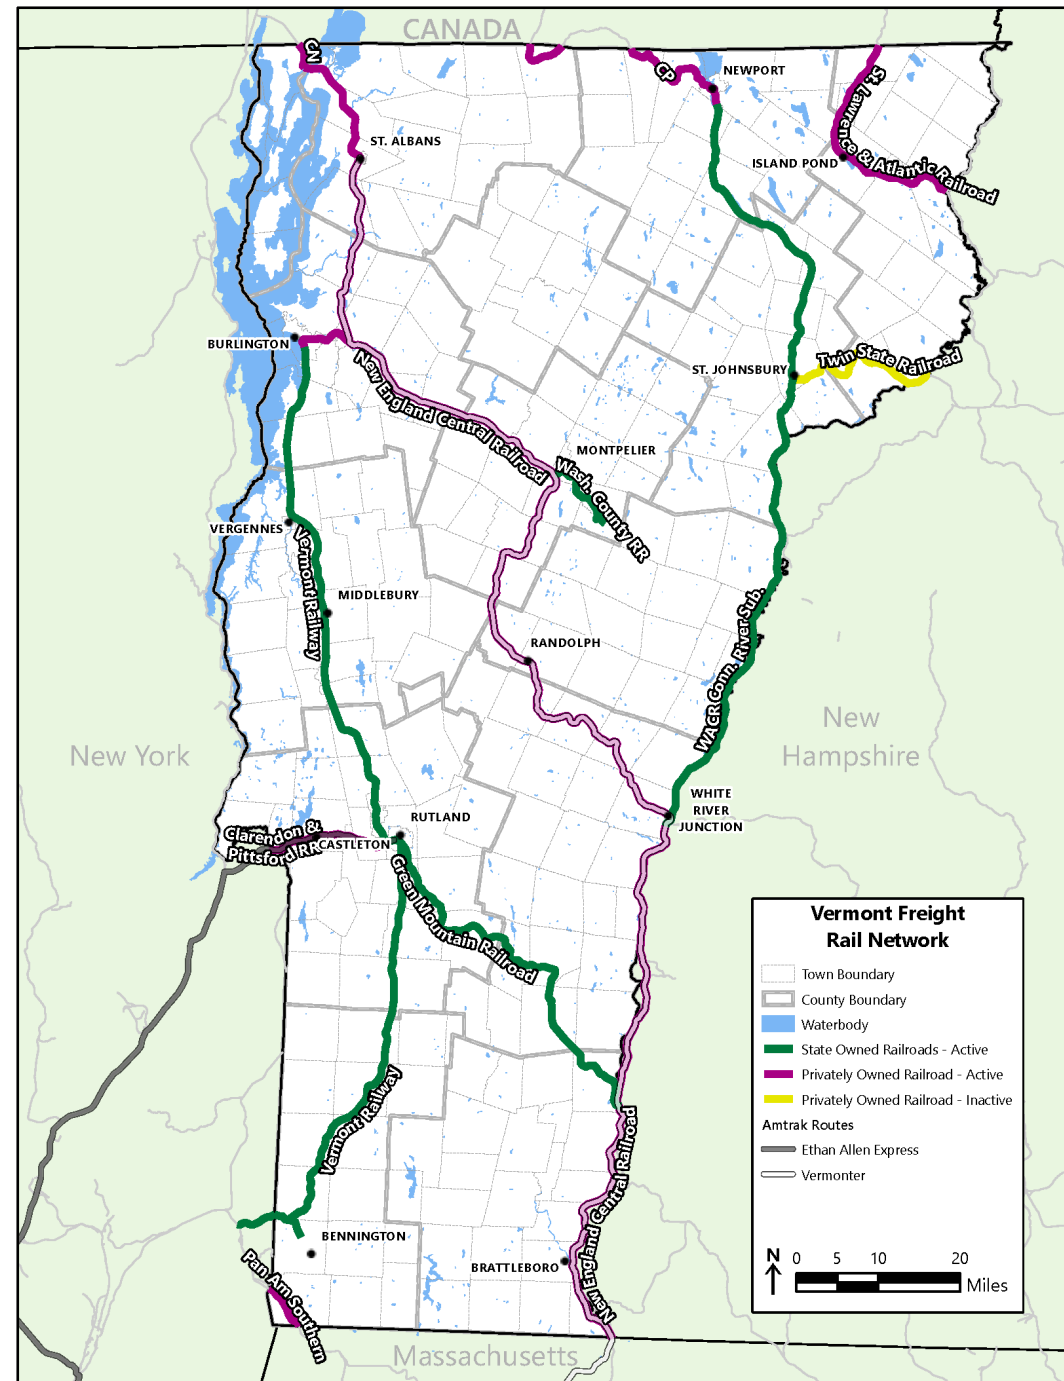 CANADA
CN
CP
NEWPORT
St. Lawrence & Atlantic Railroad
ST. ALBANS
ISLAND POND
BURLINGTON
New England Central Railroad
Twin State Railroad
ST. JOHNSBURY
MONTPELIER
Wash. County RR
VERGENNES
Vermont Railway
MIDDLEBURY
RANDOLPH
WACR Conn. River Sub.
New York
New
Hampshire
WHITE
RIVER
JUNCTION
RUTLAND
Clarendon &
Pittsford RR
CASTLETON
Green Mountain Railroad
Vermont Railway
New England Central Railroad
BENNINGTON
BRATTLEBORO
Pan Am Southern
Massachusetts
Vermont Freight
Rail Network
Town Boundary
County Boundary
Waterbody
State Owned Railroads - Active
Privately Owned Railroad - Active
Privately Owned Railroad - Inactive
Amtrak Routes
Ethan Allen Express
Vermonter
N
0 5 10 20
Miles